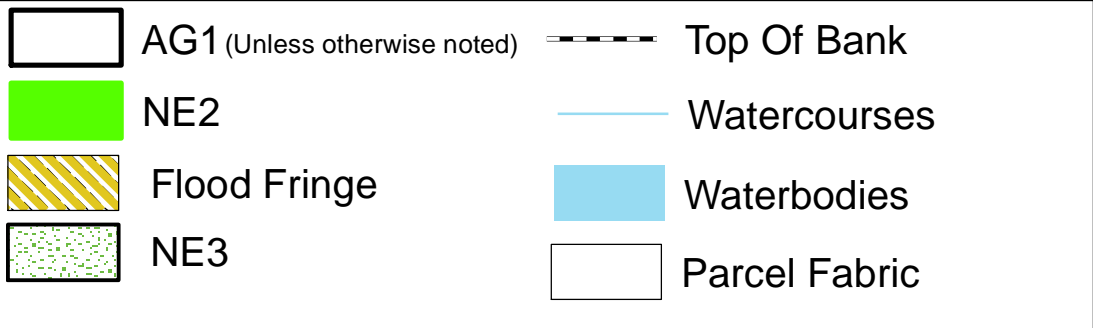 AG1 (Unless otherwise noted)
NE2
Flood Fringe
NE3
Top Of Bank
Watercourses
Waterbodies
Parcel Fabric